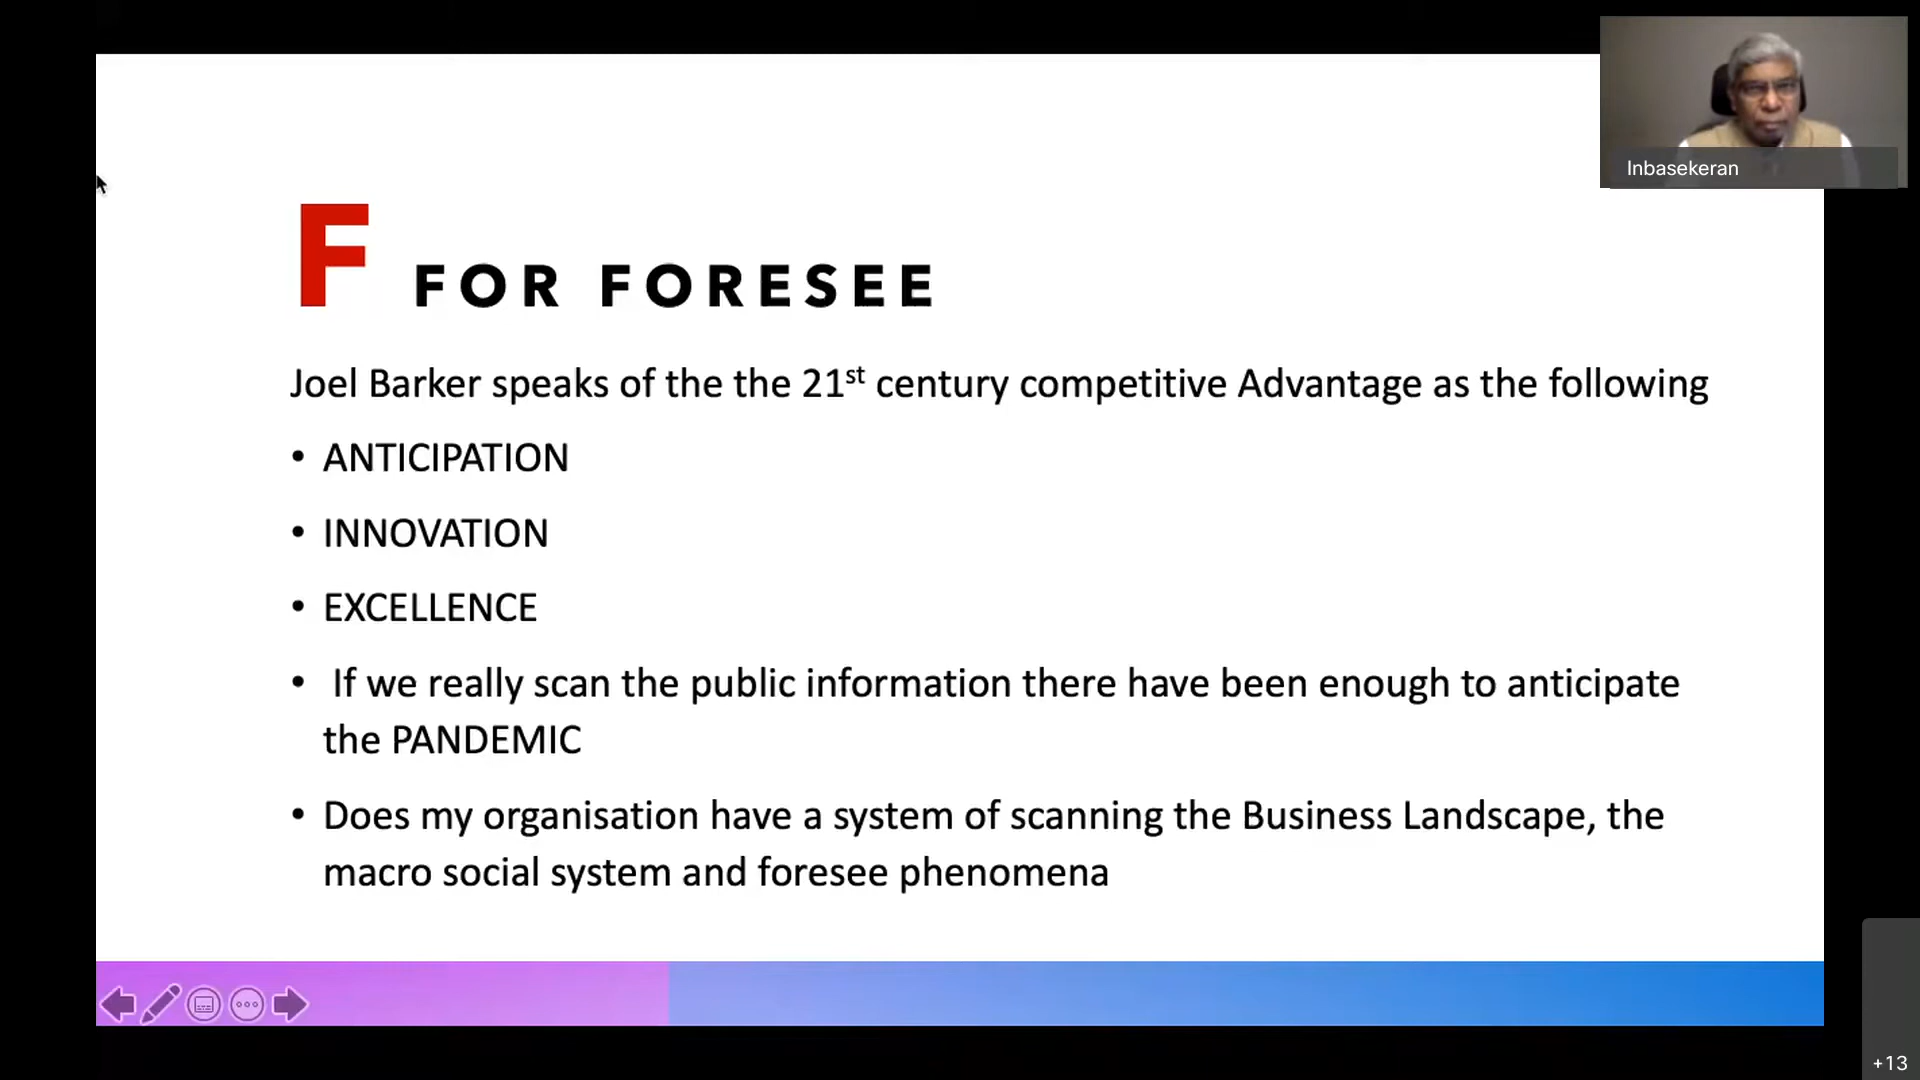 Inbasekeran
F FOR FORESEE
Joel Barker speaks of the the 21st century competitive Advantage as the following
• ANTICIPATION
• INNOVATION
• EXCELLENCE
• If we really scan the public information there have been enough to anticipate
the PANDEMIC
• Does my organisation have a system of scanning the Business Landscape, the
macro social system and foresee phenomena
+13